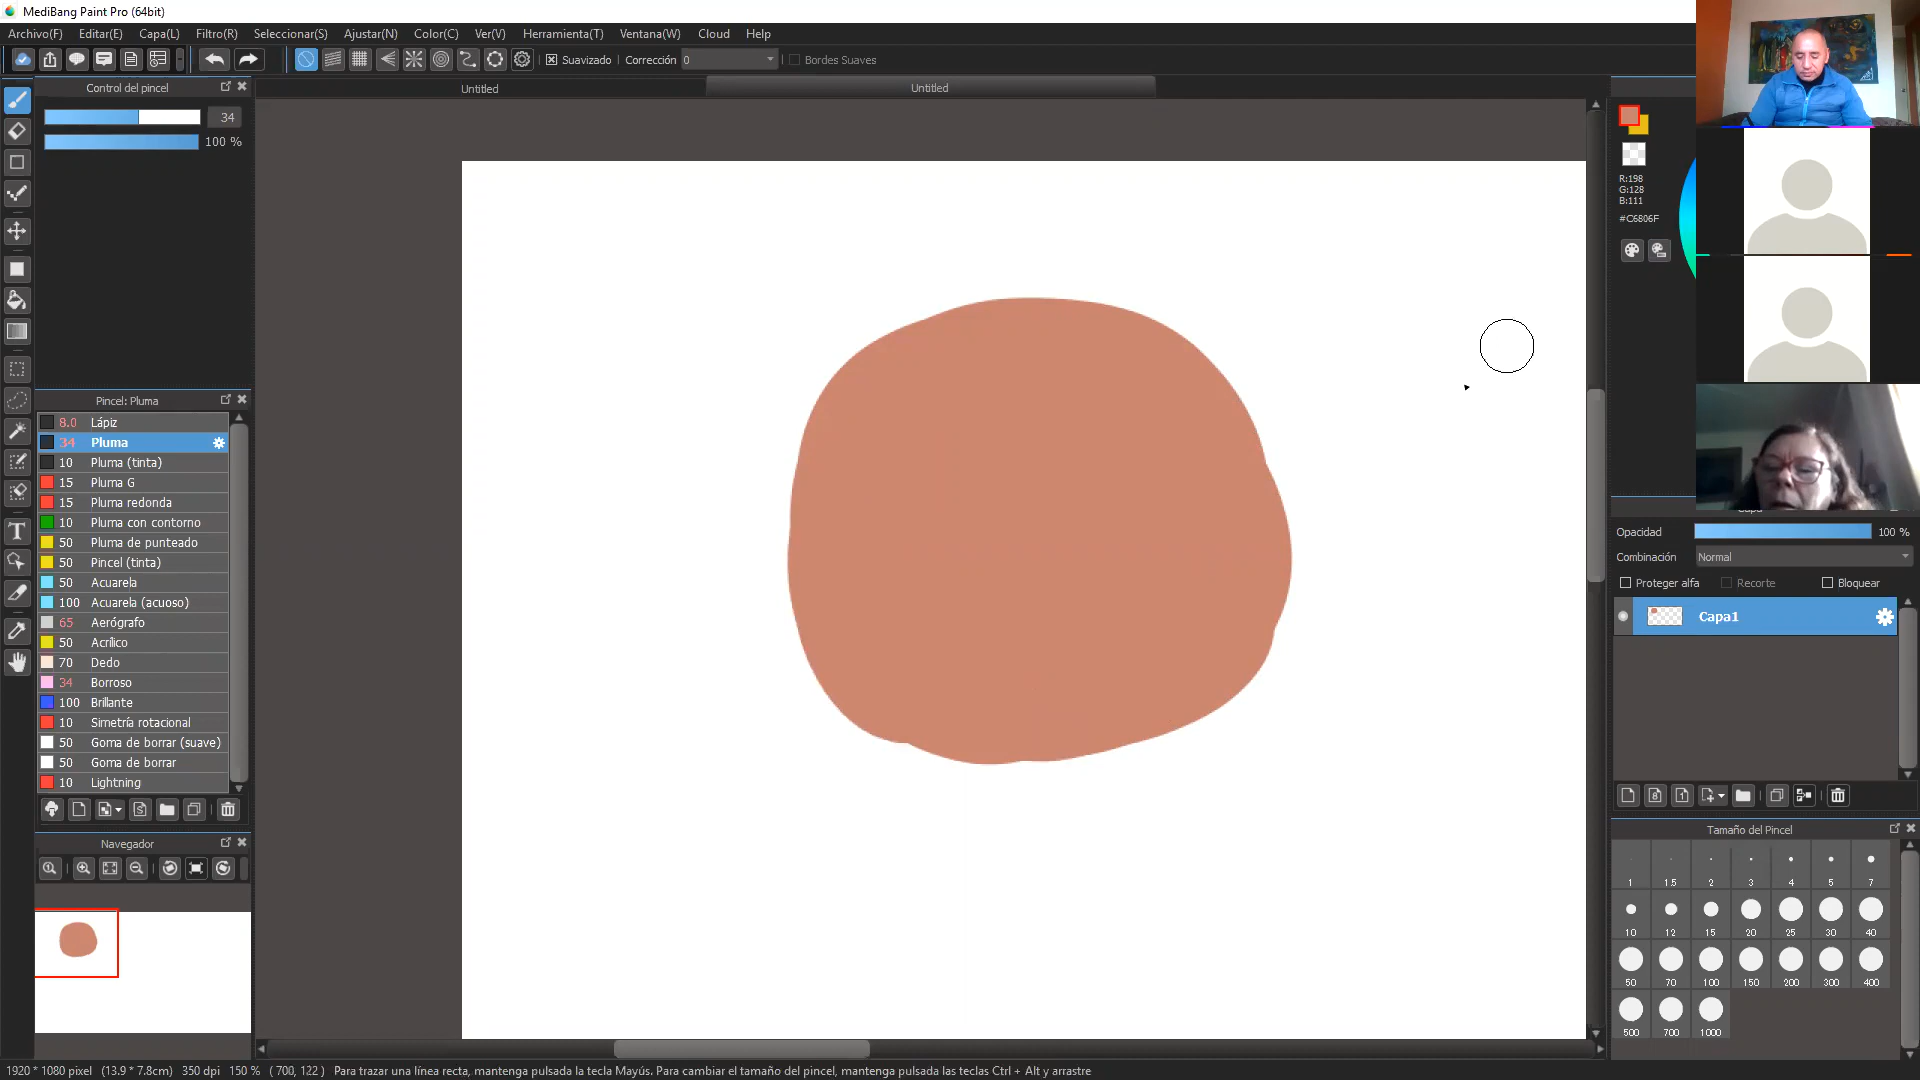 MediBang Paint Pro (64bit)
Archivo(F) Editar(E) Capa(L) Filtro(R) Seleccionar(S) Ajustar(N) Color(C) Ver(V) Herramienta(T) Ventana(W) Cloud Help
Suavizado Corrección 0 Bordes Suaves
Control del pincel
34
100 %
Untitled Untitled
R:198
G:128
B:111
#C6806F
Pincel: Pluma
8.0 Lápiz
34 Pluma
10 Pluma (tinta)
15 Pluma G
15 Pluma redonda
10 Pluma con contorno
50 Pluma de punteado
50 Pincel (tinta)
50 Acuarela
100 Acuarela (acuoso)
65 Aerógrafo
50 Acrílico
70 Dedo
34 Borroso
100 Brillante
10 Simetría rotacional
50 Goma de borrar (suave)
50 Goma de borrar
10 Lightning
Navegador
Opacidad 100 %
Combinación Normal
Proteger alfa Recorte Bloquear
Capa1
Tamaño del Pincel
1 1.5 2 3 4 5 7
10 12 15 20 25 30 40
50 70 100 150 200 300 400
500 700 1000
1920 * 1080 pixel (13.9 * 7.8cm) 350 dpi 150 % ( 700, 122 ) Para trazar una línea recta, mantenga pulsada la tecla Mayús. Para cambiar el tamaño del pincel, mantenga pulsadas las teclas Ctrl + Alt y arrastre